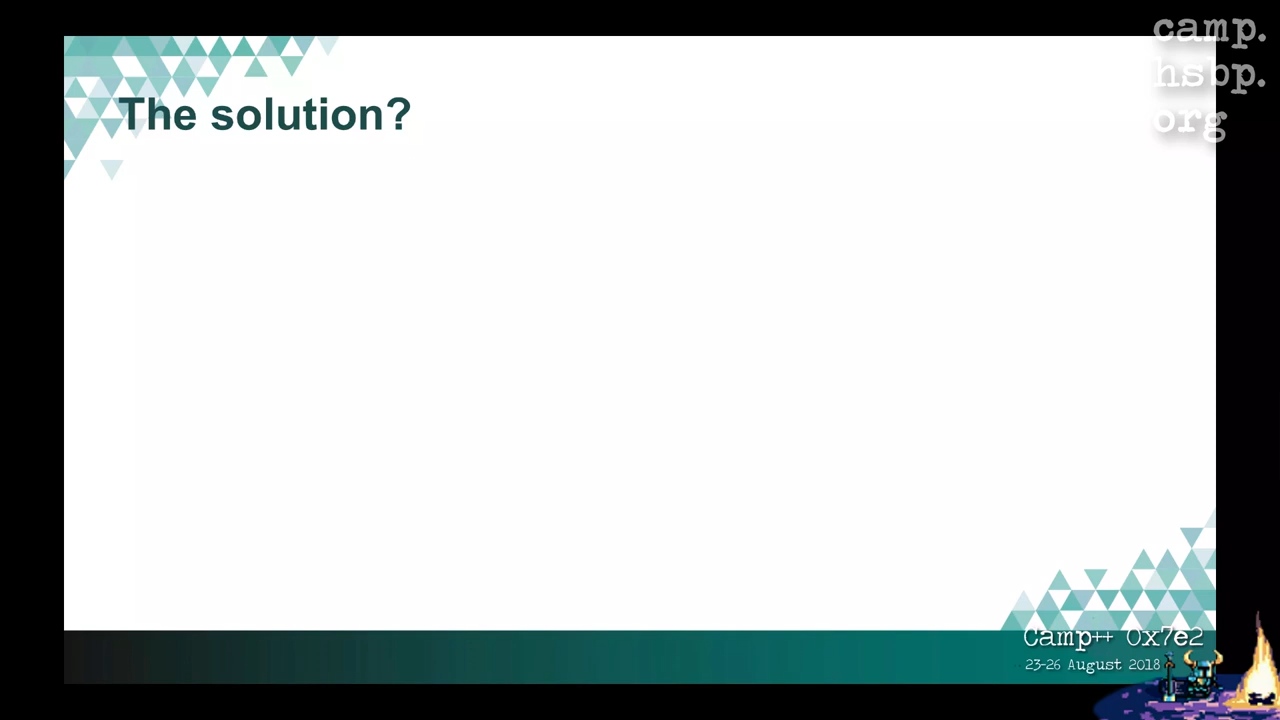 camp.
hsbp.
org
The solution?
Camp++ 0x7e2
23-26 August 2018